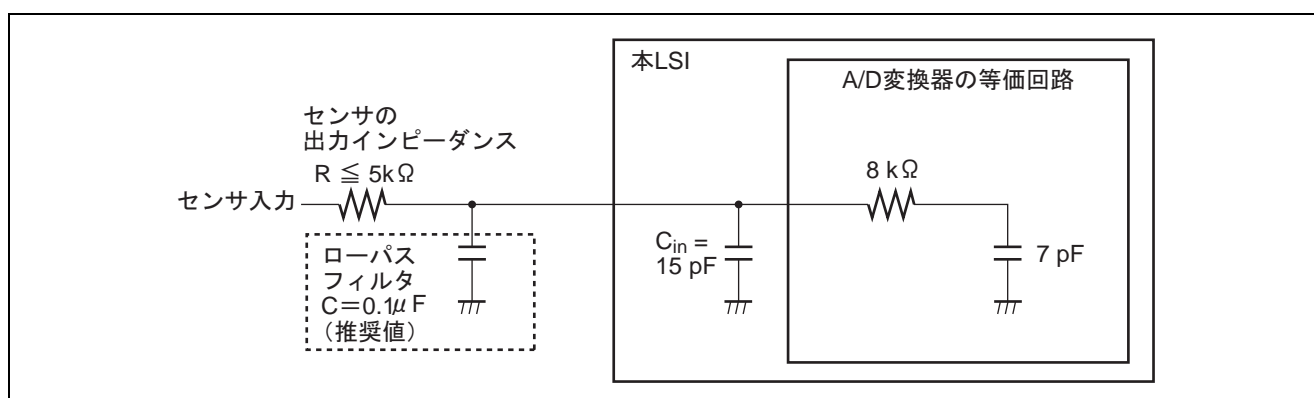 本LSI
A/D変換器の等価回路
センサの
出力インピーダンス
R ≦ 5kΩ
センサ入力
8 kΩ
ローパス
フィルタ
C=0.1μF
(推奨値)
Cin =
15 pF
7 pF